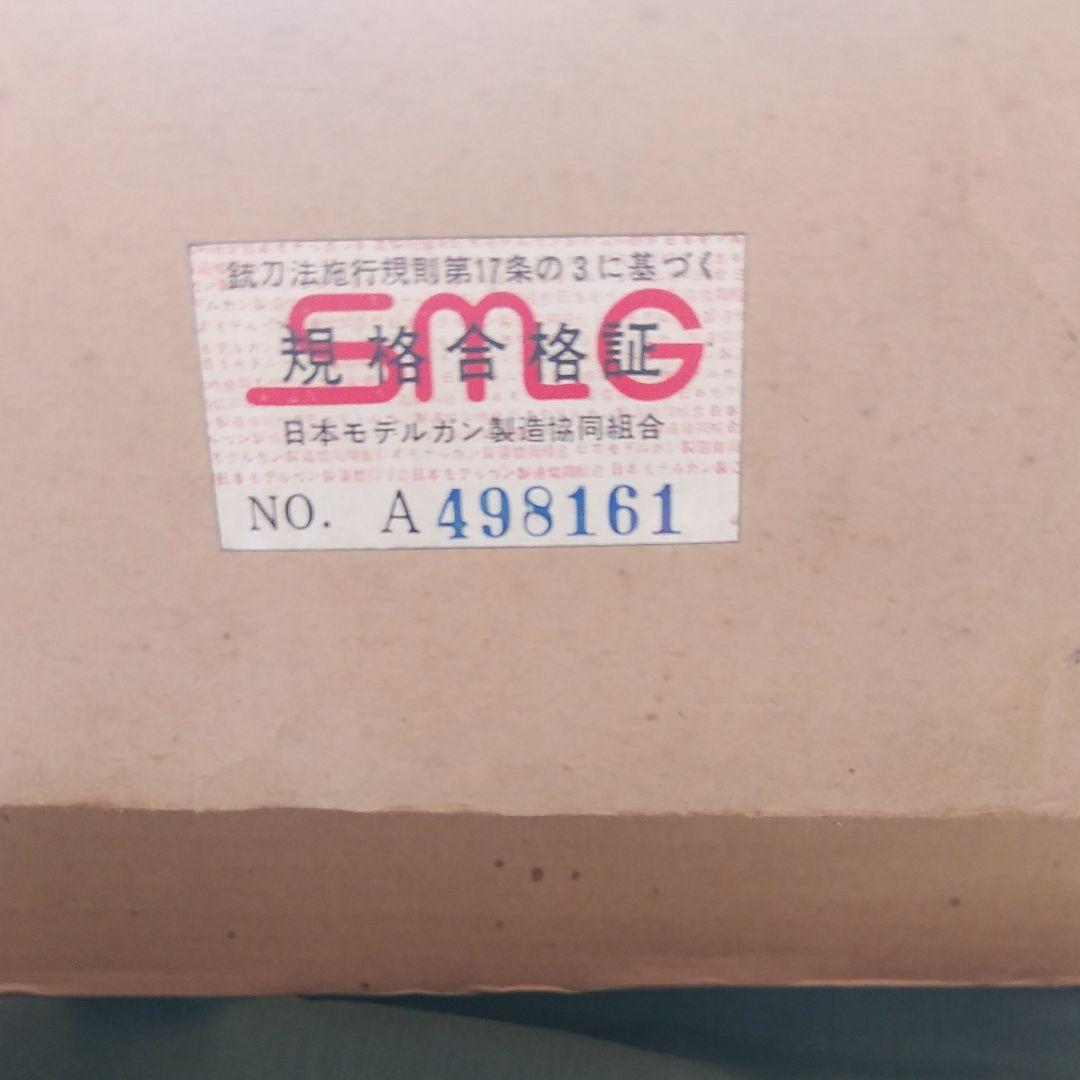 銃刀法施行規則第17条の3に基づく
SMG
規格合格証
日本モデルガン製造協同組合
NO. A498161